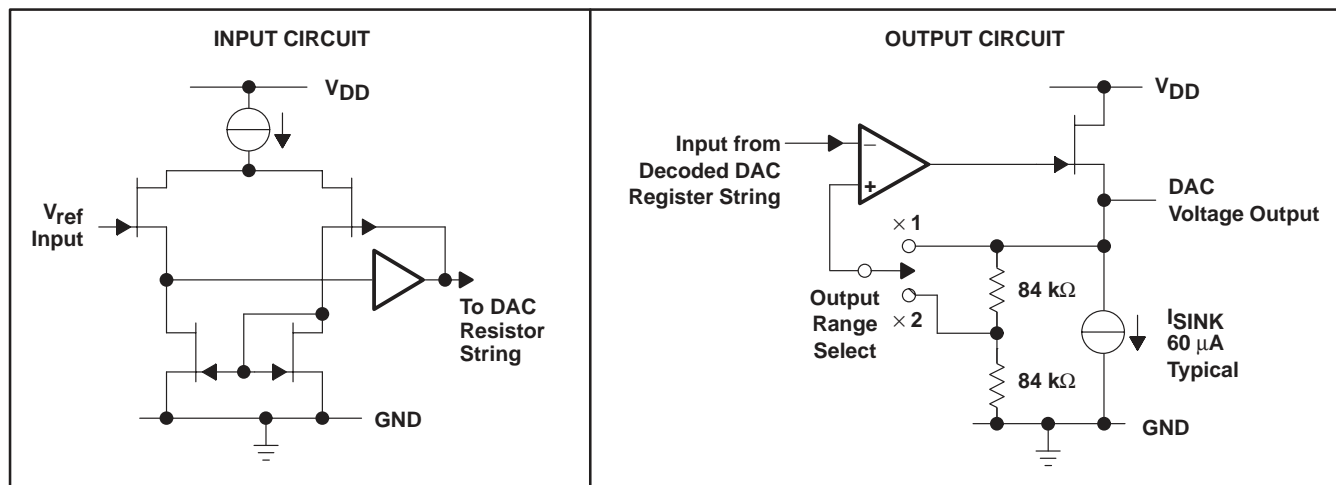 INPUT CIRCUIT
VDD
Vref
Input
To DAC
Resistor
String
GND
OUTPUT CIRCUIT
VDD
Input from
Decoded DAC
Register String
−
+
DAC
Voltage Output
× 1
Output
Range
Select
× 2
84 kΩ
84 kΩ
ISINK
60 μA
Typical
GND